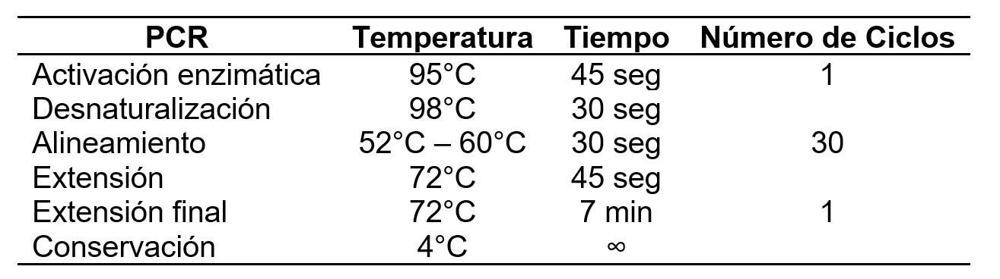 PCR Temperatura Tiempo Número de Ciclos
Activación enzimática 95°C 45 seg 1
Desnaturalización 98°C 30 seg
Alineamiento 52°C – 60°C 30 seg 30
Extensión 72°C 45 seg
Extensión final 72°C 7 min 1
Conservación 4°C ∞